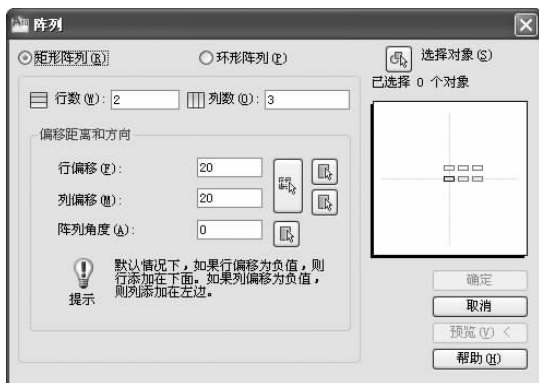 阵列
矩形阵列(R) 环形阵列(P) 选择对象(S)
已选择 0 个对象
行数(W): 2 列数(O): 3
偏移距离和方向
行偏移(F): 20
列偏移(M): 20
阵列角度(A): 0
默认情况下，如果行偏移为负值，则
行添加在下面。如果列偏移为负值，
则列添加在左边。
提示
确定
取消
预览(V) <
帮助(H)